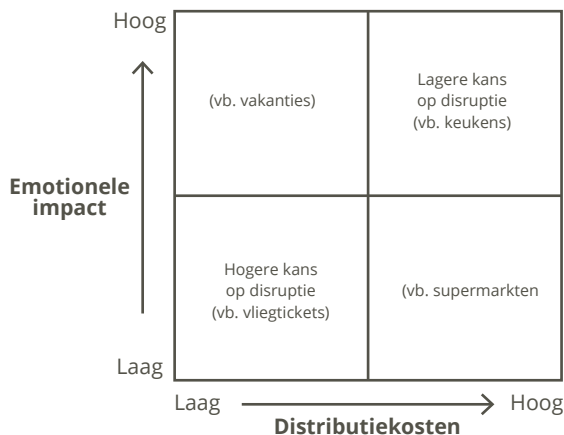 Hoog
(vb. vakanties)
Lagere kans
op disruptie
(vb. keukens)
Emotionele
impact
Hogere kans
op disruptie
(vb. vliegtickets)
(vb. supermarkten
Laag
Laag
Hoog
Distributiekosten